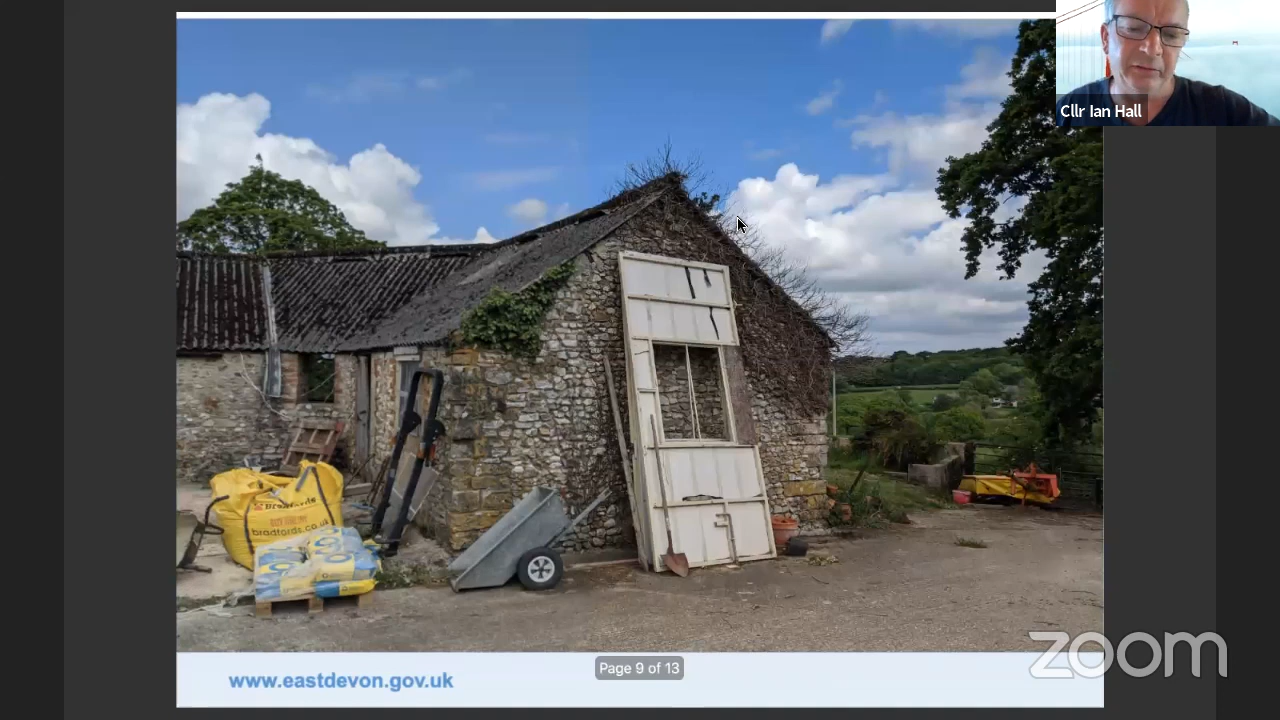 Cllr Ian Hall
Bradfords
bradfords.co.uk
www.eastdevon.gov.uk
Page 9 of 13
zoom